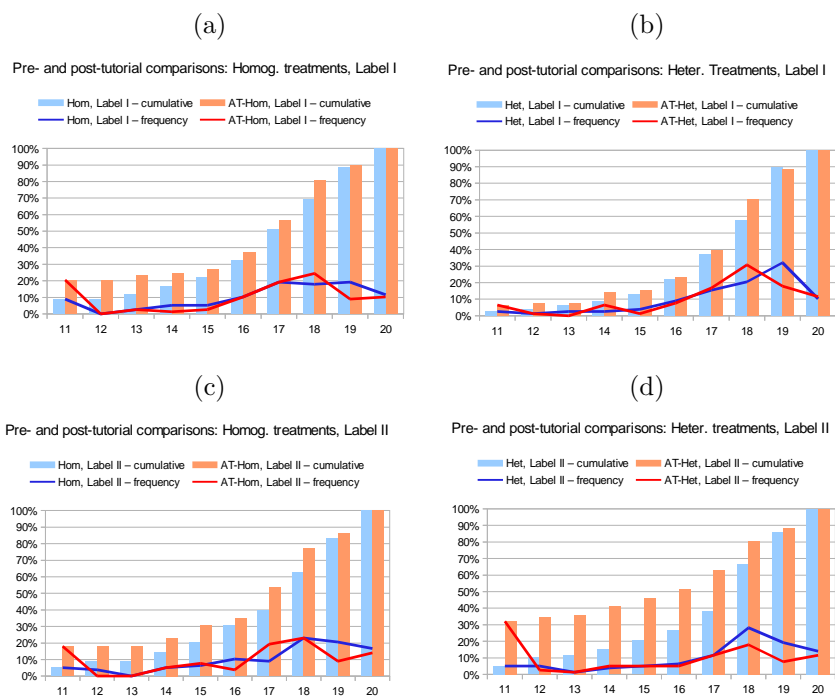 (a)
Pre- and post-tutorial comparisons: Homog. treatments, Label I
Hom, Label I – cumulative AT-Hom, Label I – cumulative
Hom, Label I – frequency AT-Hom, Label I – frequency
100%
90%
80%
70%
60%
50%
40%
30%
20%
10%
0%
11 12 13 14 15 16 17 18 19 20
(b)
Pre- and post-tutorial comparisons: Heter. Treatments, Label I
Het, Label I – cumulative AT-Het, Label I – cumulative
Het, Label I – frequency AT-Het, Label I – frequency
100%
90%
80%
70%
60%
50%
40%
30%
20%
10%
0%
11 12 13 14 15 16 17 18 19 20
(c)
Pre- and post-tutorial comparisons: Homog. treatments, Label II
Hom, Label II – cumulative AT-Hom, Label II – cumulative
Hom, Label II – frequency AT-Hom, Label II – frequency
100%
90%
80%
70%
60%
50%
40%
30%
20%
10%
0%
11 12 13 14 15 16 17 18 19 20
(d)
Pre- and post-tutorial comparisons: Heter. treatments, Label II
Het, Label II – cumulative AT-Het, Label II – cumulative
Het, Label II – frequency AT-Het, Label II – frequency
100%
90%
80%
70%
60%
50%
40%
30%
20%
10%
0%
11 12 13 14 15 16 17 18 19 20